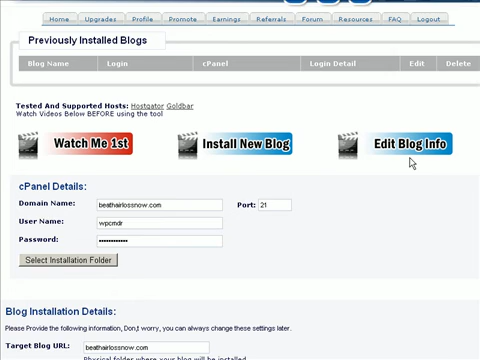 Home Upgrades Profile Promote Earnings Referrals Forum Resources FAQ Logout
Previously Installed Blogs
Blog Name Login cPanel Login Detail Edit Delete
Tested And Supported Hosts: Hostgator Goldbar
Watch Videos Below BEFORE using the tool
Watch Me 1st Install New Blog Edit Blog Info
cPanel Details:
Domain Name: beathairlossnow.com Port: 21
User Name: wpcmdr
Password: ************
Select Installation Folder
Blog Installation Details:
Please Provide the following information, Don,t worry, you can always change these settings later.
Target Blog URL: beathairlossnow.com
Physical folder where your blog will be installed